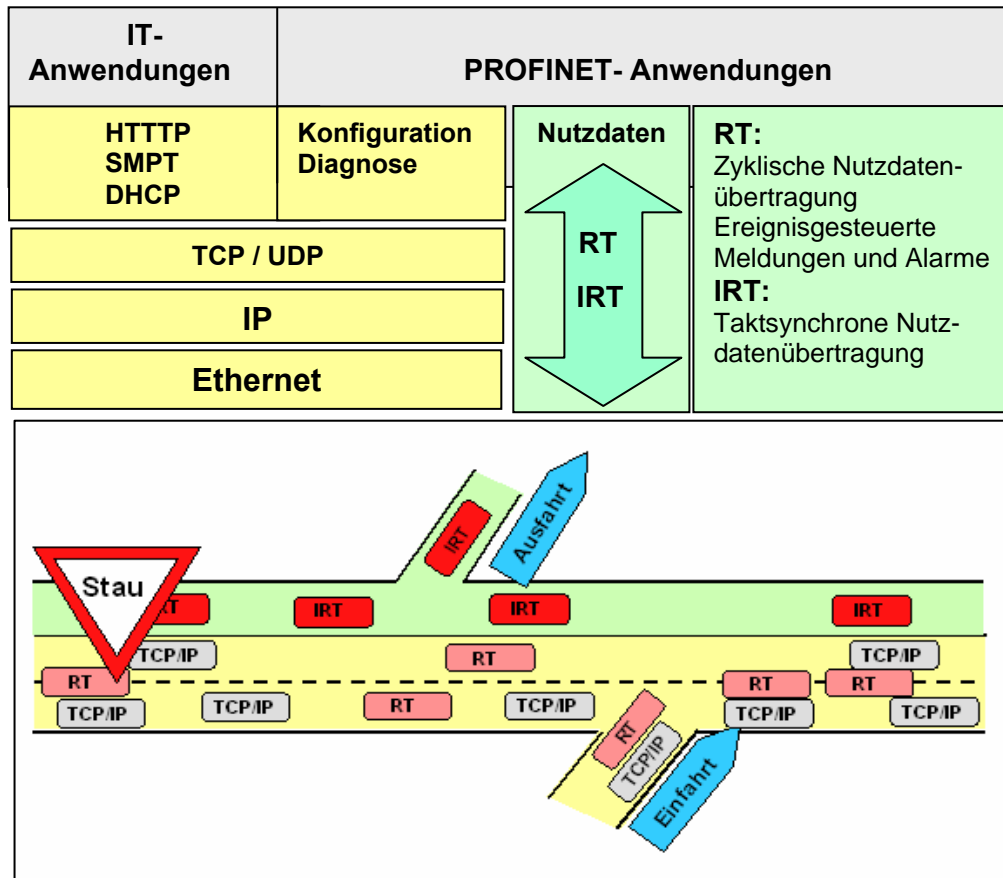 IT-
Anwendungen
PROFINET- Anwendungen
HTTTP
SMPT
DHCP
Konfiguration
Diagnose
TCP / UDP
IP
Ethernet
Nutzdaten
RT
IRT
RT:
Zyklische Nutzdaten-
übertragung
Ereignisgesteuerte
Meldungen und Alarme
IRT:
Taktsynchrone Nutz-
datenübertragung
IRT
Ausfahrt
Stau
RT
IRT
IRT
IRT
TCP/IP
RT
TCP/IP
RT
RT
RT
TCP/IP
TCP/IP
RT
TCP/IP
TCP/IP
TCP/IP
RT
TCP/IP
Einfahrt